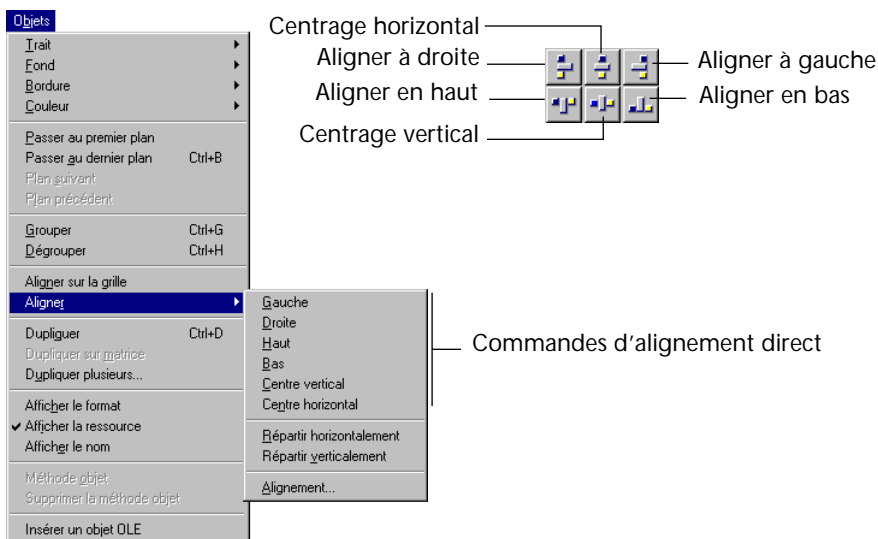 Objets
Trait
Fond
Bordure
Couleur
Passer au premier plan
Passer au dernier plan Ctrl+B
Plan suivant
Plan précédent
Grouper Ctrl+G
Dégrouper Ctrl+H
Aligner sur la grille
Aligner
Dupliquer Ctrl+D
Dupliquer sur matrice
Dupliquer plusieurs...
Afficher le format
Afficher la ressource
Afficher le nom
Méthode objet
Supprimer la méthode objet
Insérer un objet OLE
Gauche
Droite
Haut
Bas
Centre vertical
Centre horizontal
Répartir horizontalement
Répartir verticalement
Alignement...
Centrage horizontal
Aligner à droite
Aligner à gauche
Aligner en haut
Aligner en bas
Centrage vertical
Commandes d'alignement direct